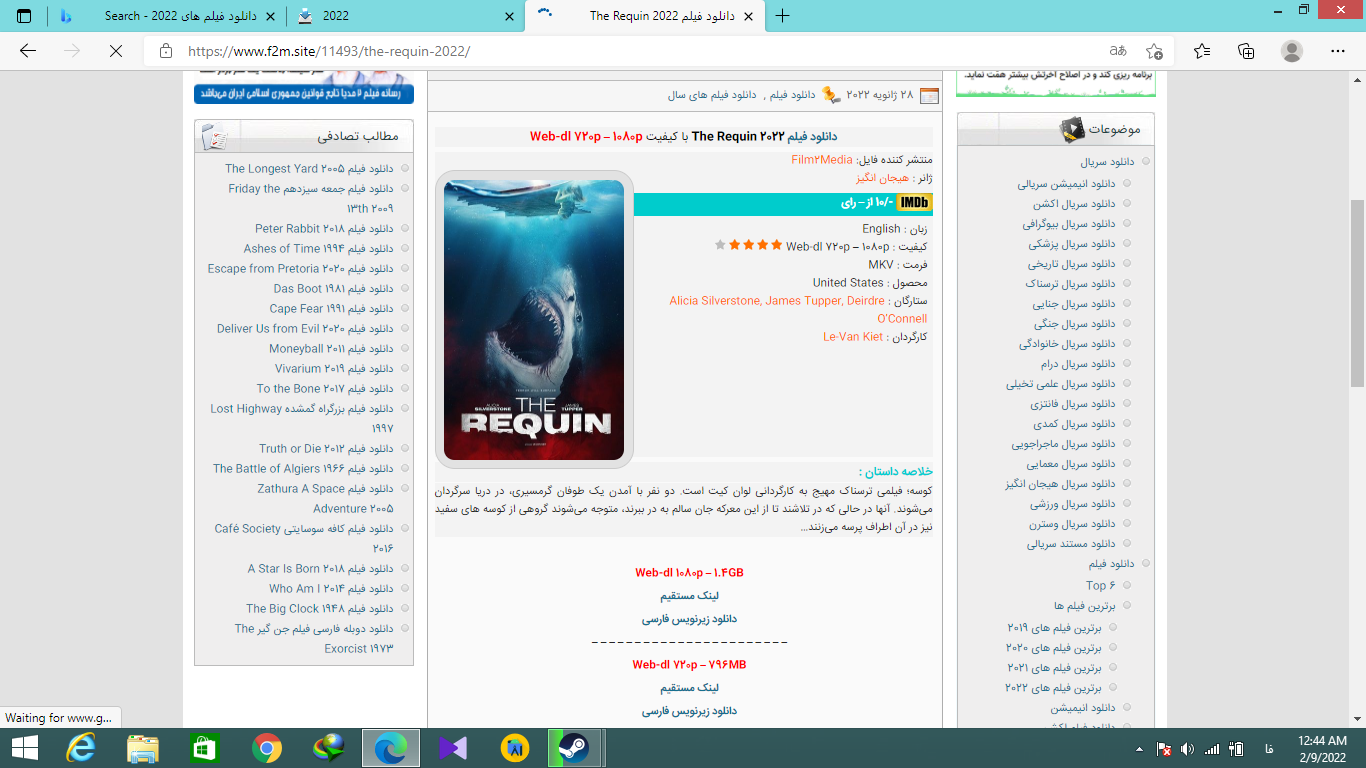 دانلود فیلم های 2022 - Search
2022
دانلود فیلم The Requin 2022
https://www.f2m.site/11493/the-requin-2022/
رسانه فیلم ۲ مدیا تابع قوانین جمهوری اسلامی ایران می‌باشد
مطالب تصادفی
دانلود فیلم The Longest Yard ۲۰۰۵
دانلود فیلم جمعه سیزدهم Friday the
۱۳th ۲۰۰۹
دانلود فیلم Peter Rabbit ۲۰۱۸
دانلود فیلم Ashes of Time ۱۹۹۴
دانلود فیلم Escape from Pretoria ۲۰۲۰
دانلود فیلم Das Boot ۱۹۸۱
دانلود فیلم Cape Fear ۱۹۹۱
دانلود فیلم Deliver Us from Evil ۲۰۲۰
دانلود فیلم Moneyball ۲۰۱۱
دانلود فیلم Vivarium ۲۰۱۹
دانلود فیلم To the Bone ۲۰۱۷
دانلود فیلم بزرگراه گمشده Lost Highway
۱۹۹۷
دانلود فیلم Truth or Die ۲۰۱۲
دانلود فیلم The Battle of Algiers ۱۹۶۶
دانلود فیلم Zathura A Space
Adventure ۲۰۰۵
دانلود فیلم کافه سوسایتی Café Society
۲۰۱۶
دانلود فیلم A Star Is Born ۲۰۱۸
دانلود فیلم Who Am I ۲۰۱۴
دانلود فیلم The Big Clock ۱۹۴۸
دانلود دوبله فارسی فیلم جن گیر The
Exorcist ۱۹۷۳
۲۸ ژانویه ۲۰۲۲ دانلود فیلم , دانلود فیلم های سال
دانلود فیلم The Requin ۲۰۲۲ با کیفیت Web-dl ۷۲۰p – ۱۰۸۰p
منتشر کننده فایل: Film۲Media
ژانر : هیجان انگیز
IMDb -/۱۰ از – رای
زبان : English
کیفیت : Web-dl ۷۲۰p – ۱۰۸۰p
فرمت : MKV
محصول : United States
ستارگان : Alicia Silverstone, James Tupper, Deirdre
O’Connell
کارگردان : Le-Van Kiet
ALICIA SILVERSTONE
JAMES TUPPER
THE
REQUIN
خلاصه داستان :
کوسه؛ فیلمی ترسناک مهیج به کارگردانی لوان کیت است. دو نفر با آمدن یک طوفان گرمسیری، در دریا سرگردان
می‌شوند. آنها در حالی که در تلاشند تا از این معرکه جان سالم به در ببرند، متوجه می‌شوند گروهی از کوسه های سفید
نیز در آن اطراف پرسه می‌زنند…
Web-dl ۱۰۸۰p – ۱.۴GB
لینک مستقیم
دانلود زیرنویس فارسی
– – – – – – – – – – – – – – – – – – – – – – –
Web-dl ۷۲۰p – ۷۹۶MB
لینک مستقیم
دانلود زیرنویس فارسی
برنامه ریزی کند و در اصلاح آخرتش بیشتر هفت نماید.
موضوعات
دانلود سریال
دانلود انیمیشن سریالی
دانلود سریال اکشن
دانلود سریال بیوگرافی
دانلود سریال پزشکی
دانلود سریال تاریخی
دانلود سریال ترسناک
دانلود سریال جنایی
دانلود سریال جنگی
دانلود سریال خانوادگی
دانلود سریال درام
دانلود سریال علمی تخیلی
دانلود سریال فانتزی
دانلود سریال کمدی
دانلود سریال ماجراجویی
دانلود سریال معمایی
دانلود سریال هیجان انگیز
دانلود سریال ورزشی
دانلود سریال وسترن
دانلود مستند سریالی
دانلود فیلم
Top ۶
برترین فیلم ها
برترین فیلم های ۲۰۱۹
برترین فیلم های ۲۰۲۰
برترین فیلم های ۲۰۲۱
برترین فیلم های ۲۰۲۲
دانلود انیمیشن
دانلود فیلم اکشن
Waiting for www.g...
فا
12:44 AM
2/9/2022